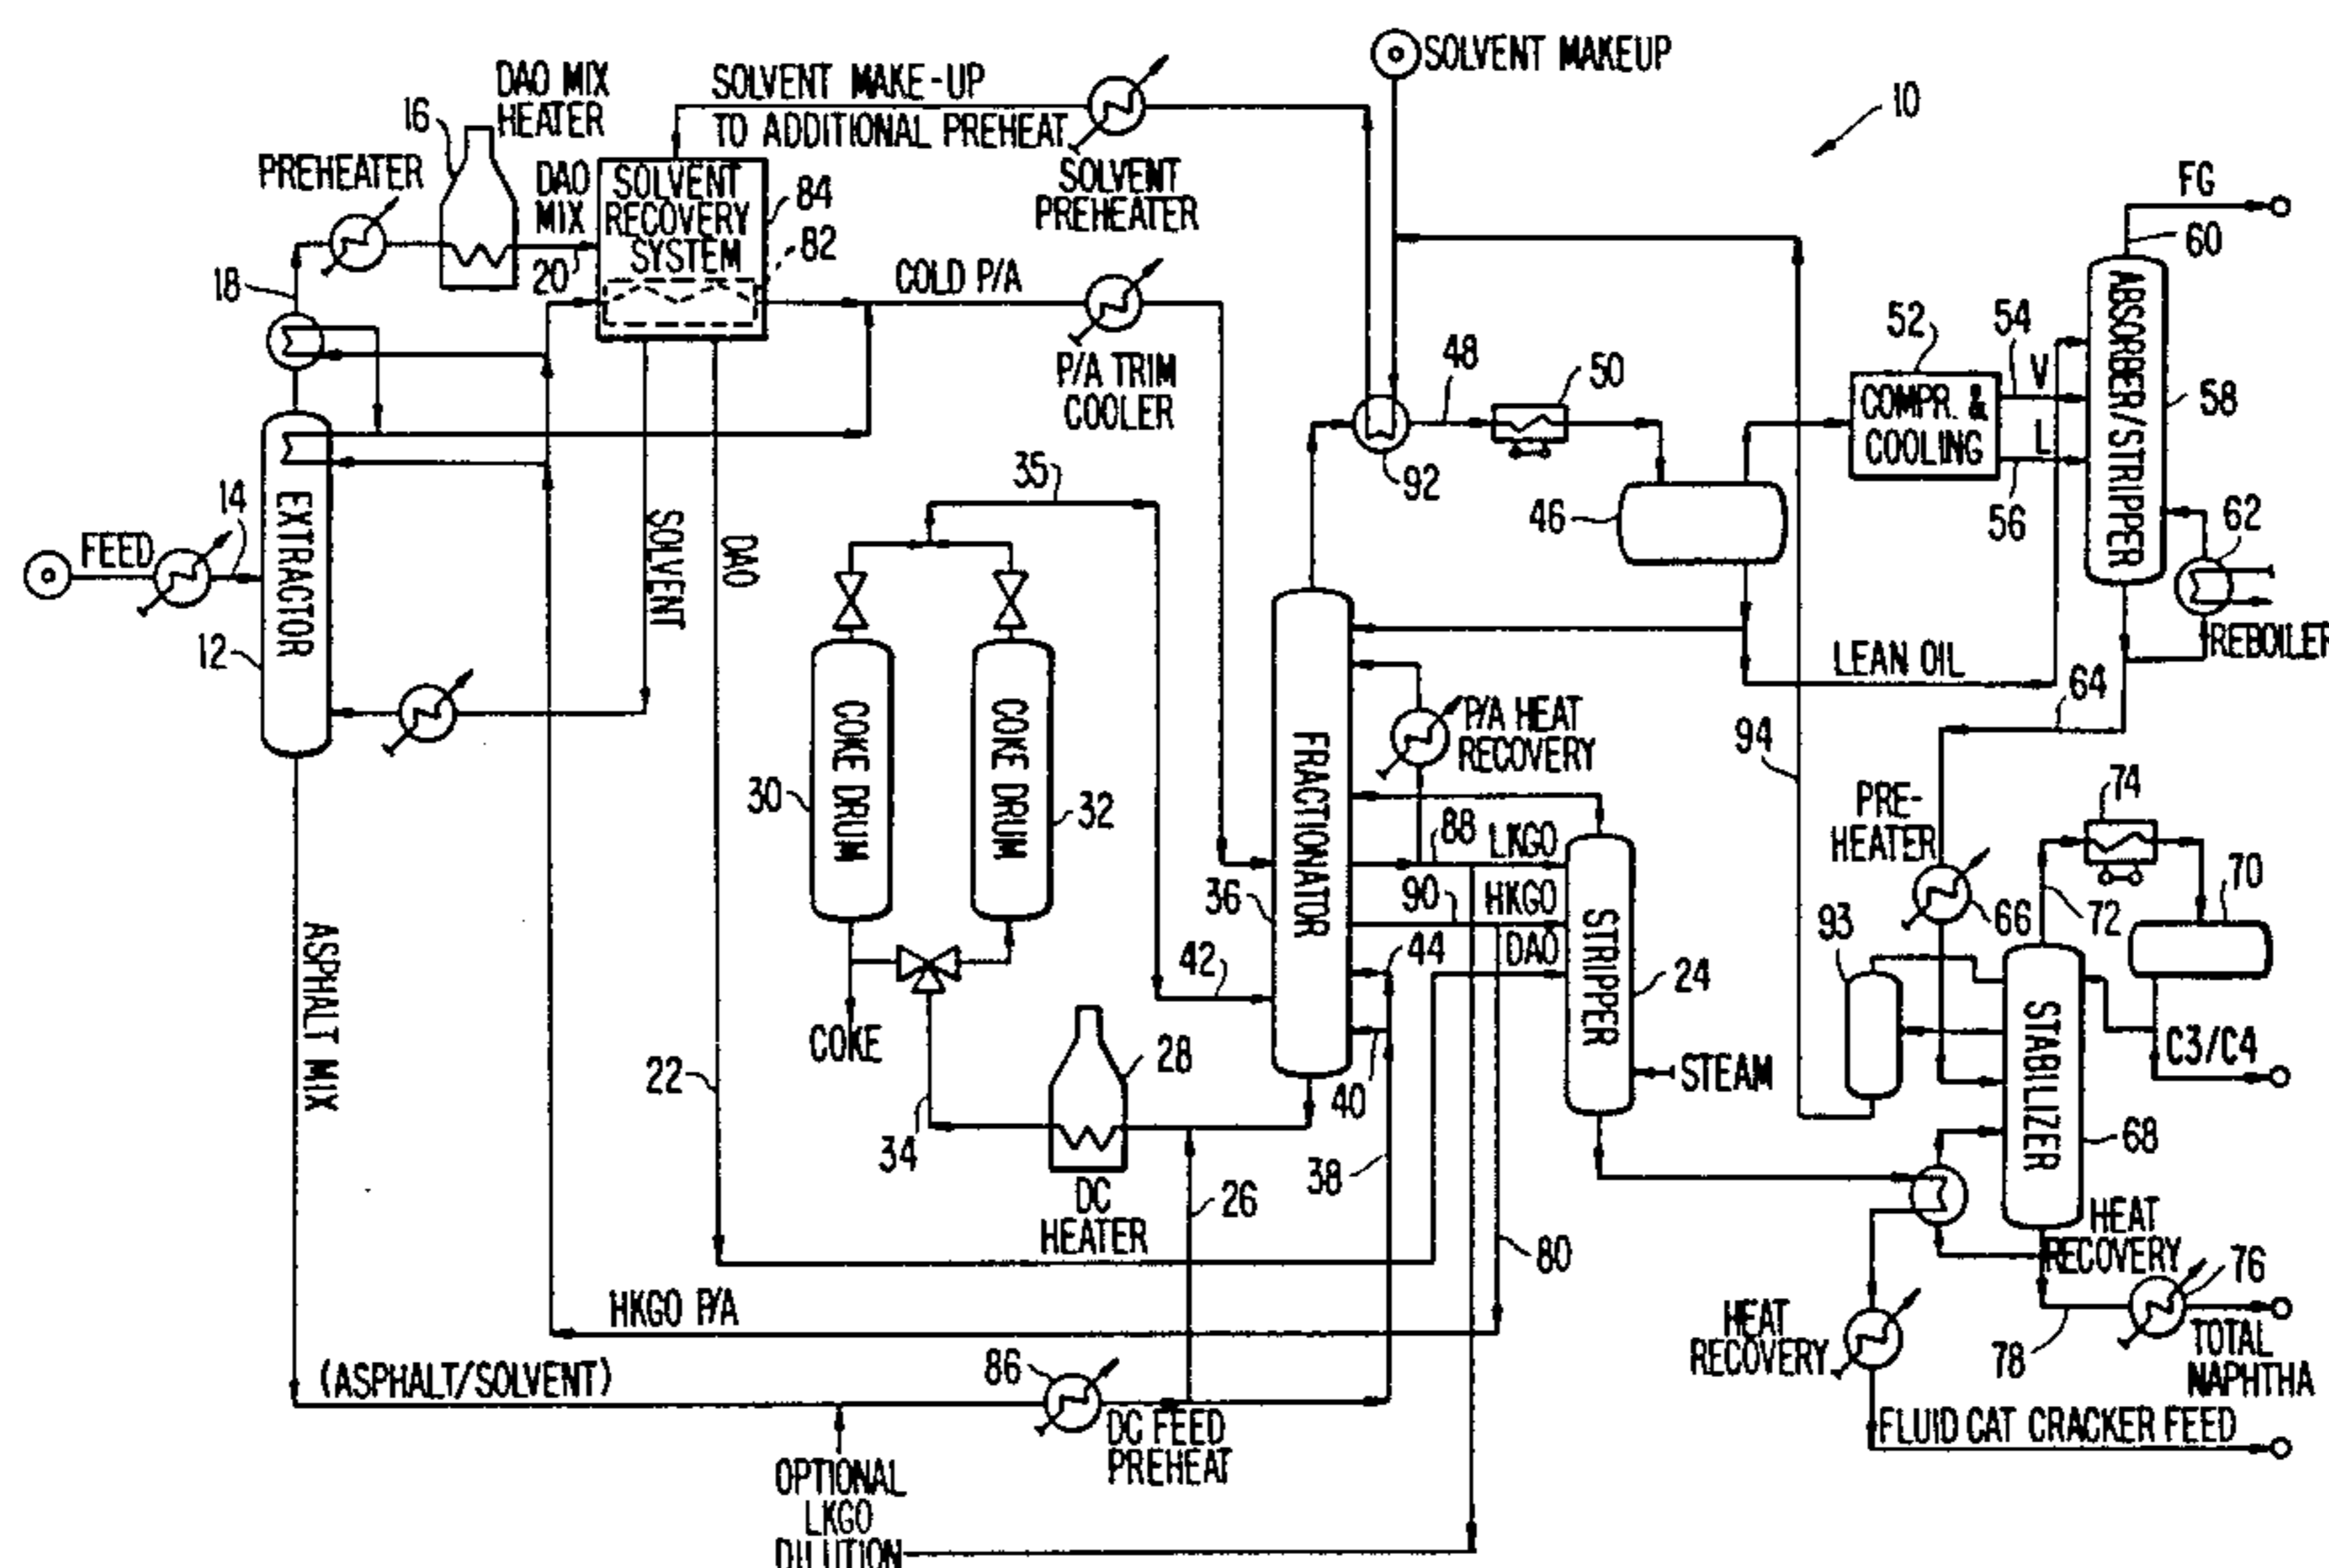 SOLVENT MAKEUP
10
DAO MIX
HEATER
16
SOLVENT MAKE-UP
TO ADDITIONAL PREHEAT
SOLVENT
PREHEATER
PREHEATER
DAO
MIX
20
SOLVENT
RECOVERY
SYSTEM
84
82
18
COLD P/A
P/A TRIM
COOLER
FG
60
ABSORBER/STRIPPER
58
52
COMPR. &
COOLING
54
V
L
56
48
50
92
46
62
REBOILER
LEAN OIL
64
FEED
14
EXTRACTOR
12
SOLVENT
DAO
35
COKE DRUM
30
COKE DRUM
32
FRACTIONATOR
36
P/A HEAT
RECOVERY
88
LKGO
90
HKGO
DAO
44
42
40
STRIPPER
24
STEAM
94
PRE-
HEATER
66
93
74
72
70
C3/C4
STABILIZER
68
COKE
34
28
DC
HEATER
26
38
22
80
ASPHALT MIX
HKGO P/A
(ASPHALT/SOLVENT)
86
DC FEED
PREHEAT
OPTIONAL
LKGO
DILUTION
HEAT
RECOVERY
76
78
TOTAL
NAPHTHA
HEAT
RECOVERY
FLUID CAT CRACKER FEED